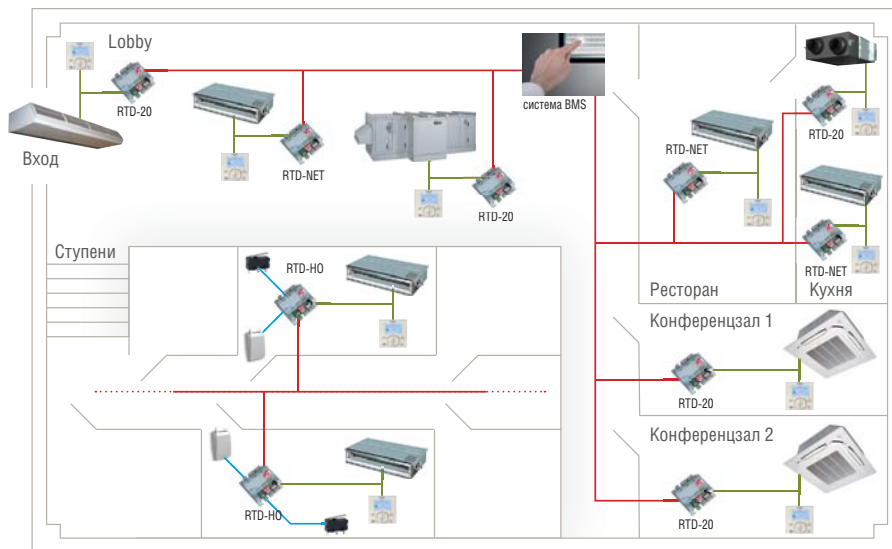 Lobby
RTD-20
Вход
RTD-NET
RTD-20
система BMS
RTD-NET
RTD-20
RTD-NET
Ресторан
Кухня
Ступени
RTD-HO
Конференцзал 1
RTD-20
Конференцзал 2
RTD-20
RTD-HO